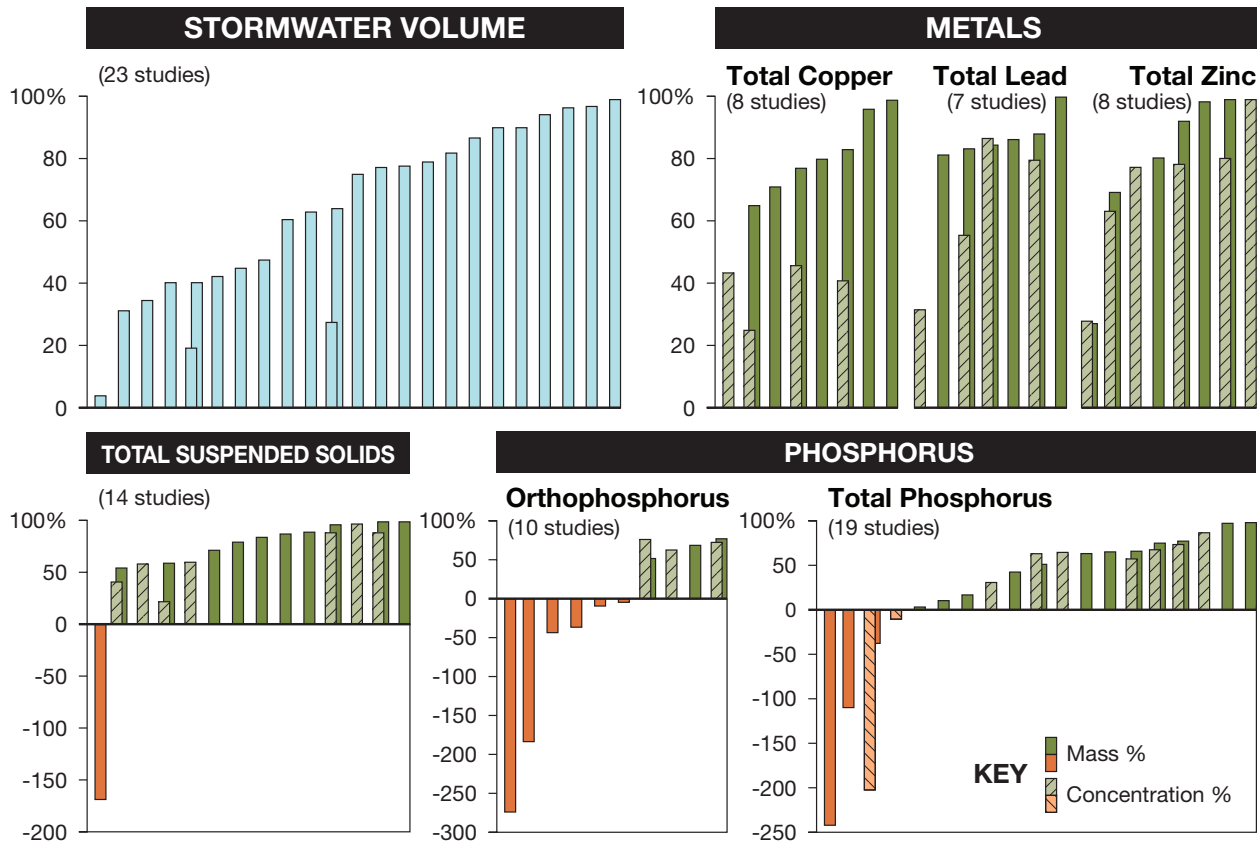 STORMWATER VOLUME
(23 studies)
100%
80
60
40
20
0
METALS
Total Copper
(8 studies)
Total Lead
(7 studies)
Total Zinc
(8 studies)
100%
80
60
40
20
0
TOTAL SUSPENDED SOLIDS
(14 studies)
100%
50
0
-50
-100
-150
-200
PHOSPHORUS
Orthophosphorus
(10 studies)
100%
50
0
-50
-100
-150
-200
-250
-300
Total Phosphorus
(19 studies)
100%
50
0
-50
-100
-150
-200
-250
KEY
Mass %
Concentration %